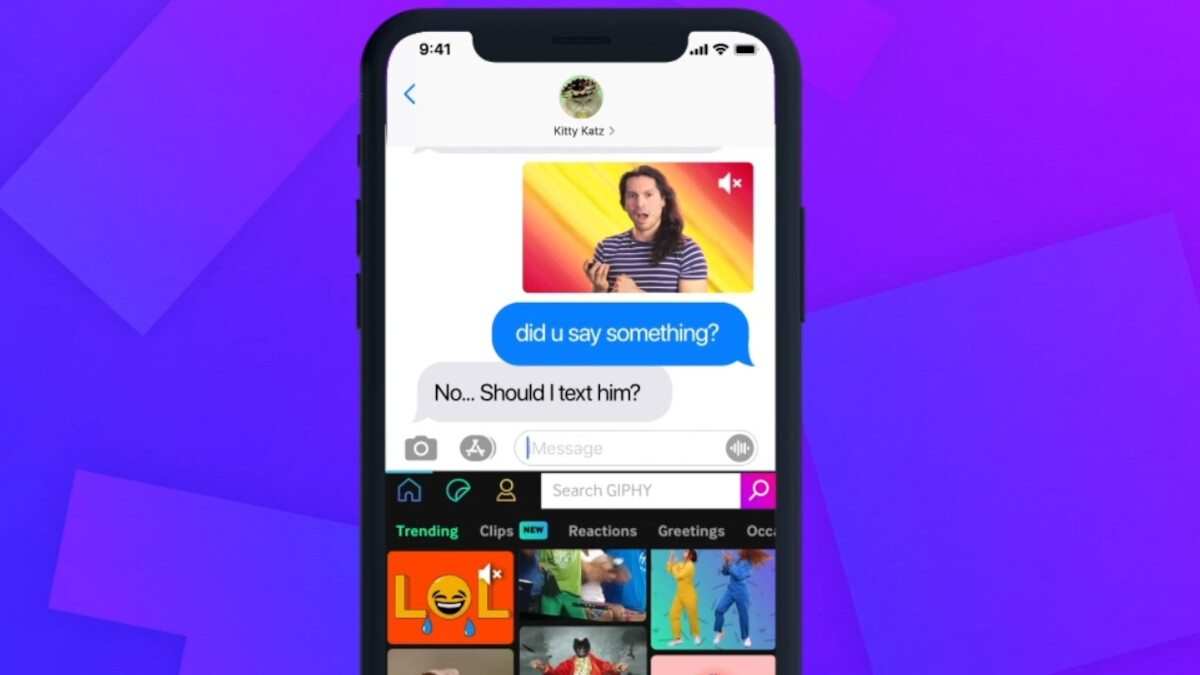 9:41
Kitty Katz
did u say something?
No... Should I text him?
iMessage
Search GIPHY
Trending Clips NEW Reactions Greetings Occa
LOL